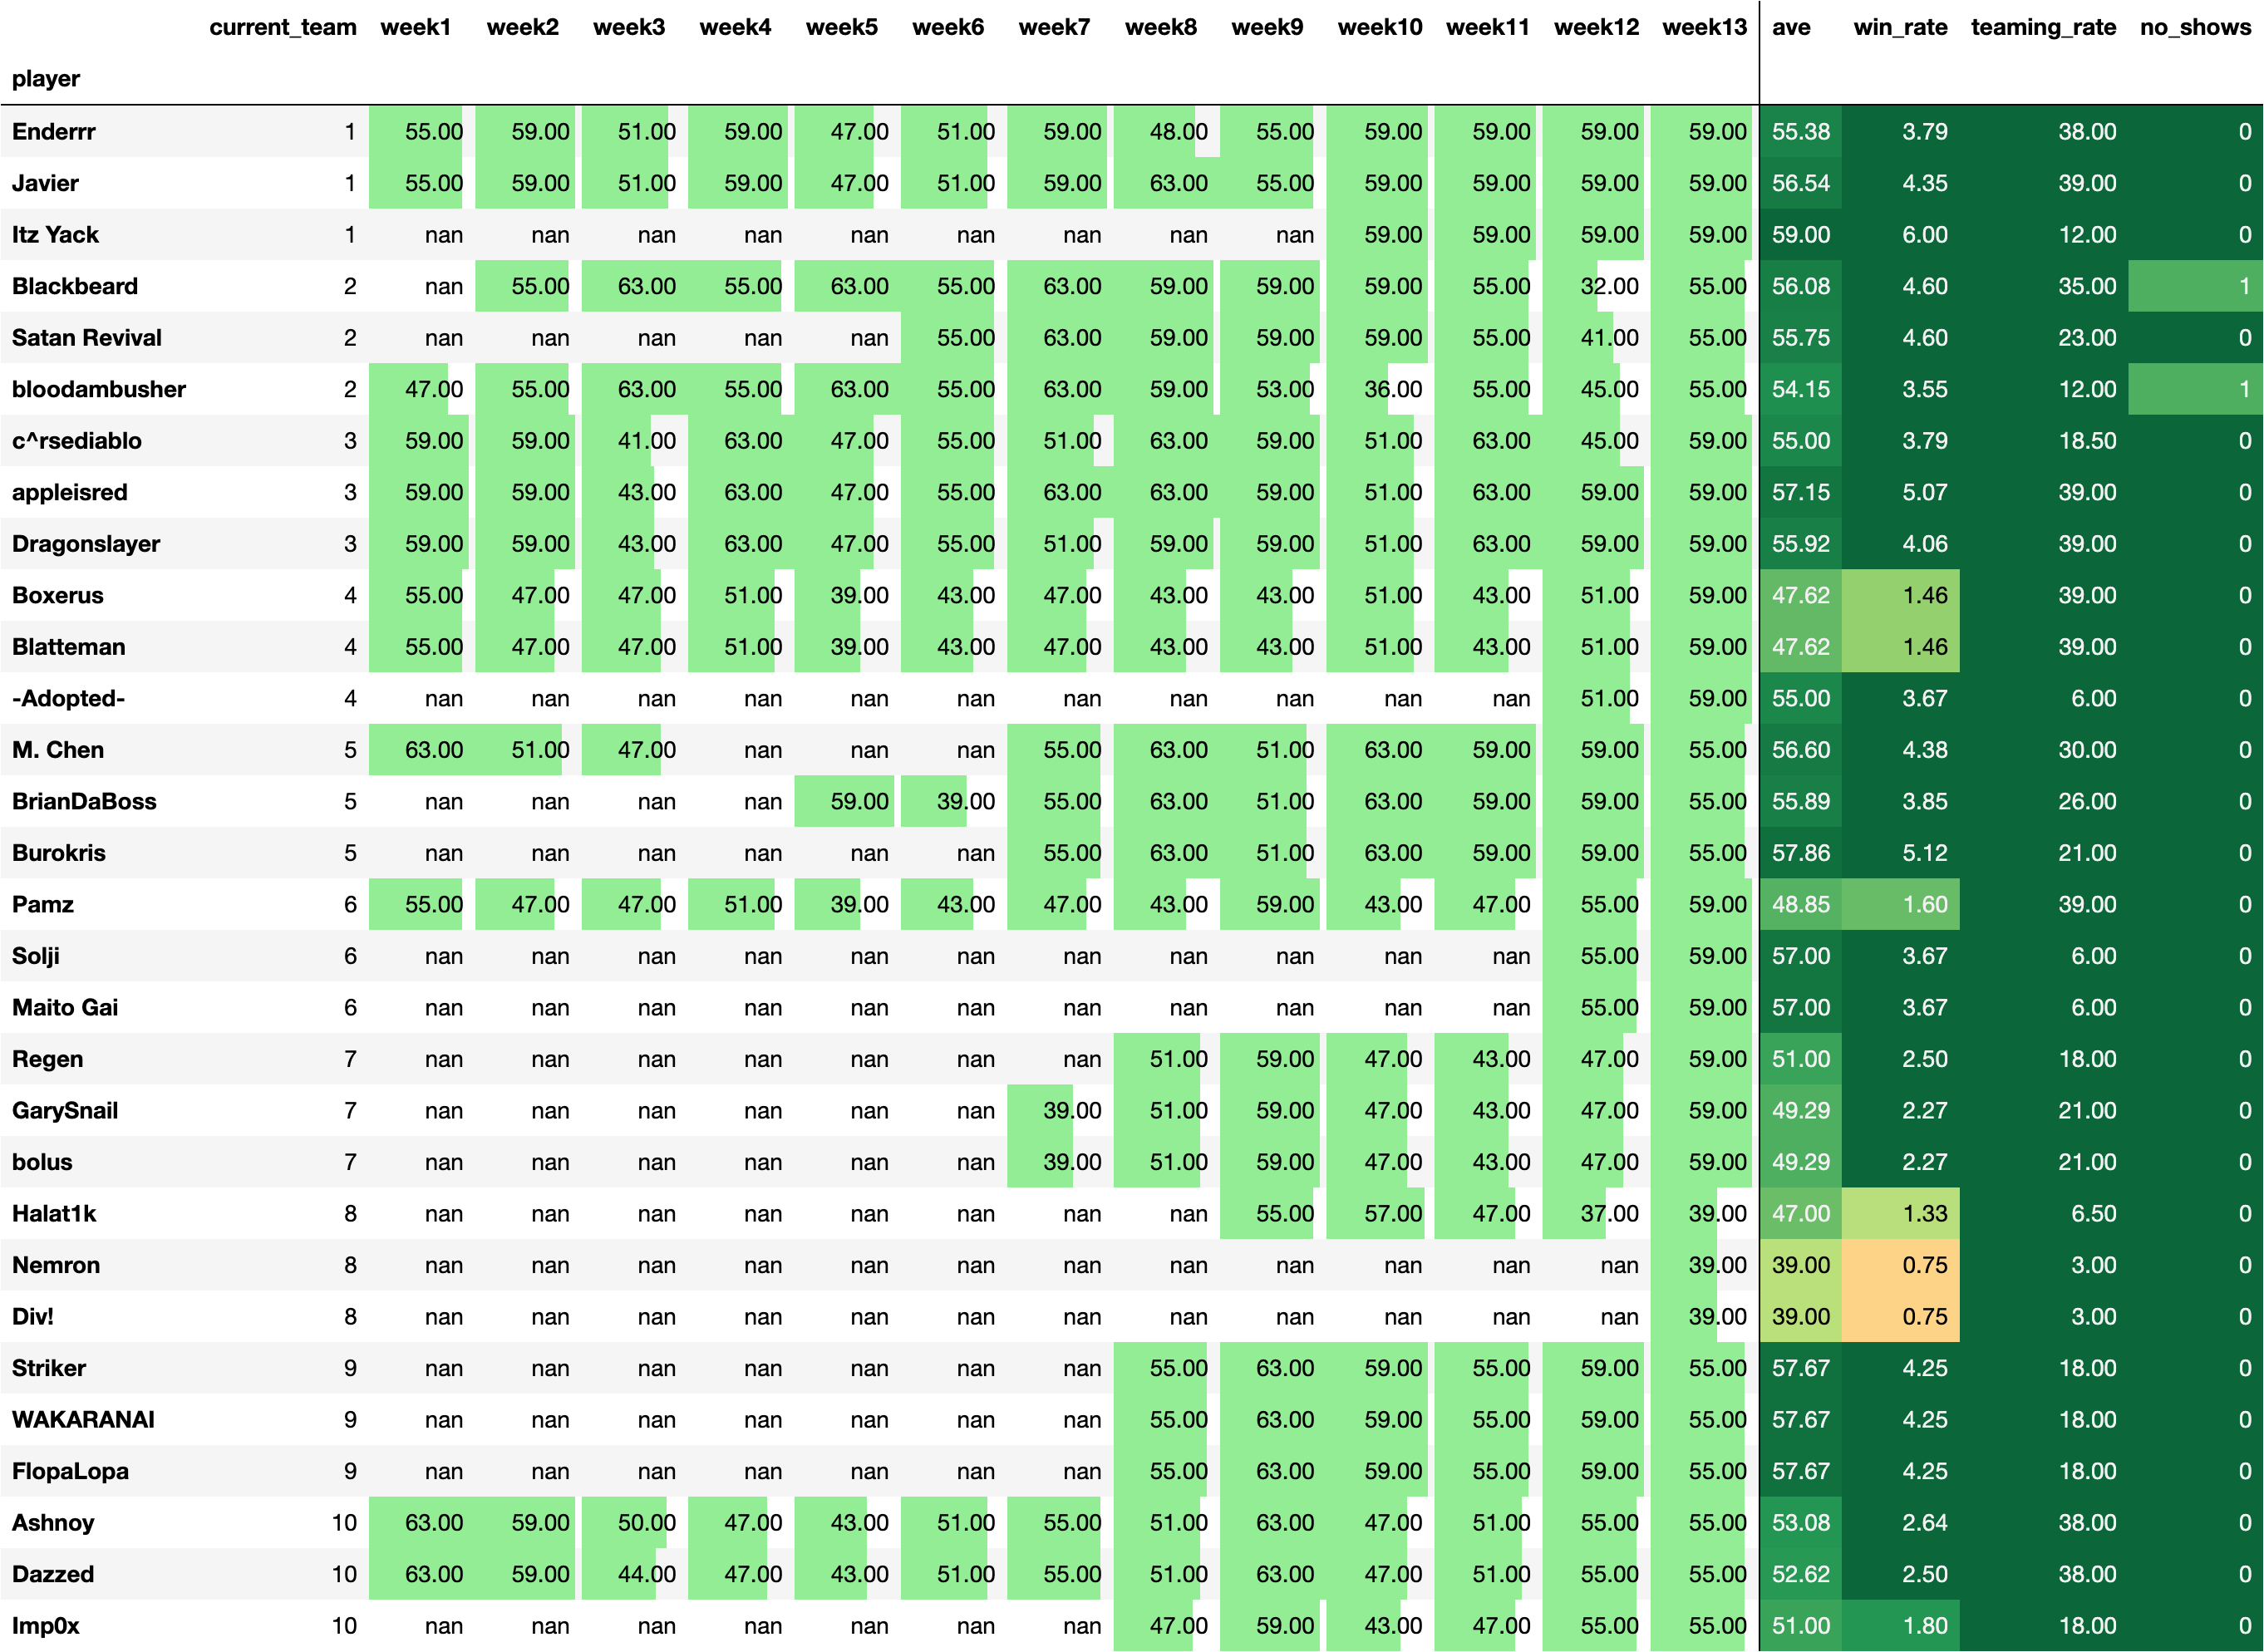 current_team week1 week2 week3 week4 week5 week6 week7 week8 week9 week10 week11 week12 week13 ave win_rate teaming_rate no_shows
player
Enderrr 1 55.00 59.00 51.00 59.00 47.00 51.00 59.00 48.00 55.00 59.00 59.00 59.00 59.00 55.38 3.79 38.00 0
Javier 1 55.00 59.00 51.00 59.00 47.00 51.00 59.00 63.00 55.00 59.00 59.00 59.00 59.00 56.54 4.35 39.00 0
Itz Yack 1 nan nan nan nan nan nan nan nan nan 59.00 59.00 59.00 59.00 59.00 6.00 12.00 0
Blackbeard 2 nan 55.00 63.00 55.00 63.00 55.00 63.00 59.00 59.00 59.00 55.00 32.00 55.00 56.08 4.60 35.00 1
Satan Revival 2 nan nan nan nan nan 55.00 63.00 59.00 59.00 59.00 55.00 41.00 55.00 55.75 4.60 23.00 0
bloodambusher 2 47.00 55.00 63.00 55.00 63.00 55.00 63.00 59.00 53.00 36.00 55.00 45.00 55.00 54.15 3.55 12.00 1
c^rsediablo 3 59.00 59.00 41.00 63.00 47.00 55.00 51.00 63.00 59.00 51.00 63.00 45.00 59.00 55.00 3.79 18.50 0
appleisred 3 59.00 59.00 43.00 63.00 47.00 55.00 63.00 63.00 59.00 51.00 63.00 59.00 59.00 57.15 5.07 39.00 0
Dragonslayer 3 59.00 59.00 43.00 63.00 47.00 55.00 51.00 59.00 59.00 51.00 63.00 59.00 59.00 55.92 4.06 39.00 0
Boxerus 4 55.00 47.00 47.00 51.00 39.00 43.00 47.00 43.00 43.00 51.00 43.00 51.00 59.00 47.62 1.46 39.00 0
Blatteman 4 55.00 47.00 47.00 51.00 39.00 43.00 47.00 43.00 43.00 51.00 43.00 51.00 59.00 47.62 1.46 39.00 0
-Adopted- 4 nan nan nan nan nan nan nan nan nan nan nan 51.00 59.00 55.00 3.67 6.00 0
M. Chen 5 63.00 51.00 47.00 nan nan nan 55.00 63.00 51.00 63.00 59.00 59.00 55.00 56.60 4.38 30.00 0
BrianDaBoss 5 nan nan nan nan 59.00 39.00 55.00 63.00 51.00 63.00 59.00 59.00 55.00 55.89 3.85 26.00 0
Burokris 5 nan nan nan nan nan nan 55.00 63.00 51.00 63.00 59.00 59.00 55.00 57.86 5.12 21.00 0
Pamz 6 55.00 47.00 47.00 51.00 39.00 43.00 47.00 43.00 59.00 43.00 47.00 55.00 59.00 48.85 1.60 39.00 0
Solji 6 nan nan nan nan nan nan nan nan nan nan nan 55.00 59.00 57.00 3.67 6.00 0
Maito Gai 6 nan nan nan nan nan nan nan nan nan nan nan 55.00 59.00 57.00 3.67 6.00 0
Regen 7 nan nan nan nan nan nan nan 51.00 59.00 47.00 43.00 47.00 59.00 51.00 2.50 18.00 0
GarySnail 7 nan nan nan nan nan nan 39.00 51.00 59.00 47.00 43.00 47.00 59.00 49.29 2.27 21.00 0
bolus 7 nan nan nan nan nan nan 39.00 51.00 59.00 47.00 43.00 47.00 59.00 49.29 2.27 21.00 0
Halat1k 8 nan nan nan nan nan nan nan nan 55.00 57.00 47.00 37.00 39.00 47.00 1.33 6.50 0
Nemron 8 nan nan nan nan nan nan nan nan nan nan nan nan 39.00 39.00 0.75 3.00 0
Div! 8 nan nan nan nan nan nan nan nan nan nan nan nan 39.00 39.00 0.75 3.00 0
Striker 9 nan nan nan nan nan nan nan 55.00 63.00 59.00 55.00 59.00 55.00 57.67 4.25 18.00 0
WAKARANAI 9 nan nan nan nan nan nan nan 55.00 63.00 59.00 55.00 59.00 55.00 57.67 4.25 18.00 0
FlopaLopa 9 nan nan nan nan nan nan nan 55.00 63.00 59.00 55.00 59.00 55.00 57.67 4.25 18.00 0
Ashnoy 10 63.00 59.00 50.00 47.00 43.00 51.00 55.00 51.00 63.00 47.00 51.00 55.00 55.00 53.08 2.64 38.00 0
Dazzed 10 63.00 59.00 44.00 47.00 43.00 51.00 55.00 51.00 63.00 47.00 51.00 55.00 55.00 52.62 2.50 38.00 0
Imp0x 10 nan nan nan nan nan nan nan 47.00 59.00 43.00 47.00 55.00 55.00 51.00 1.80 18.00 0